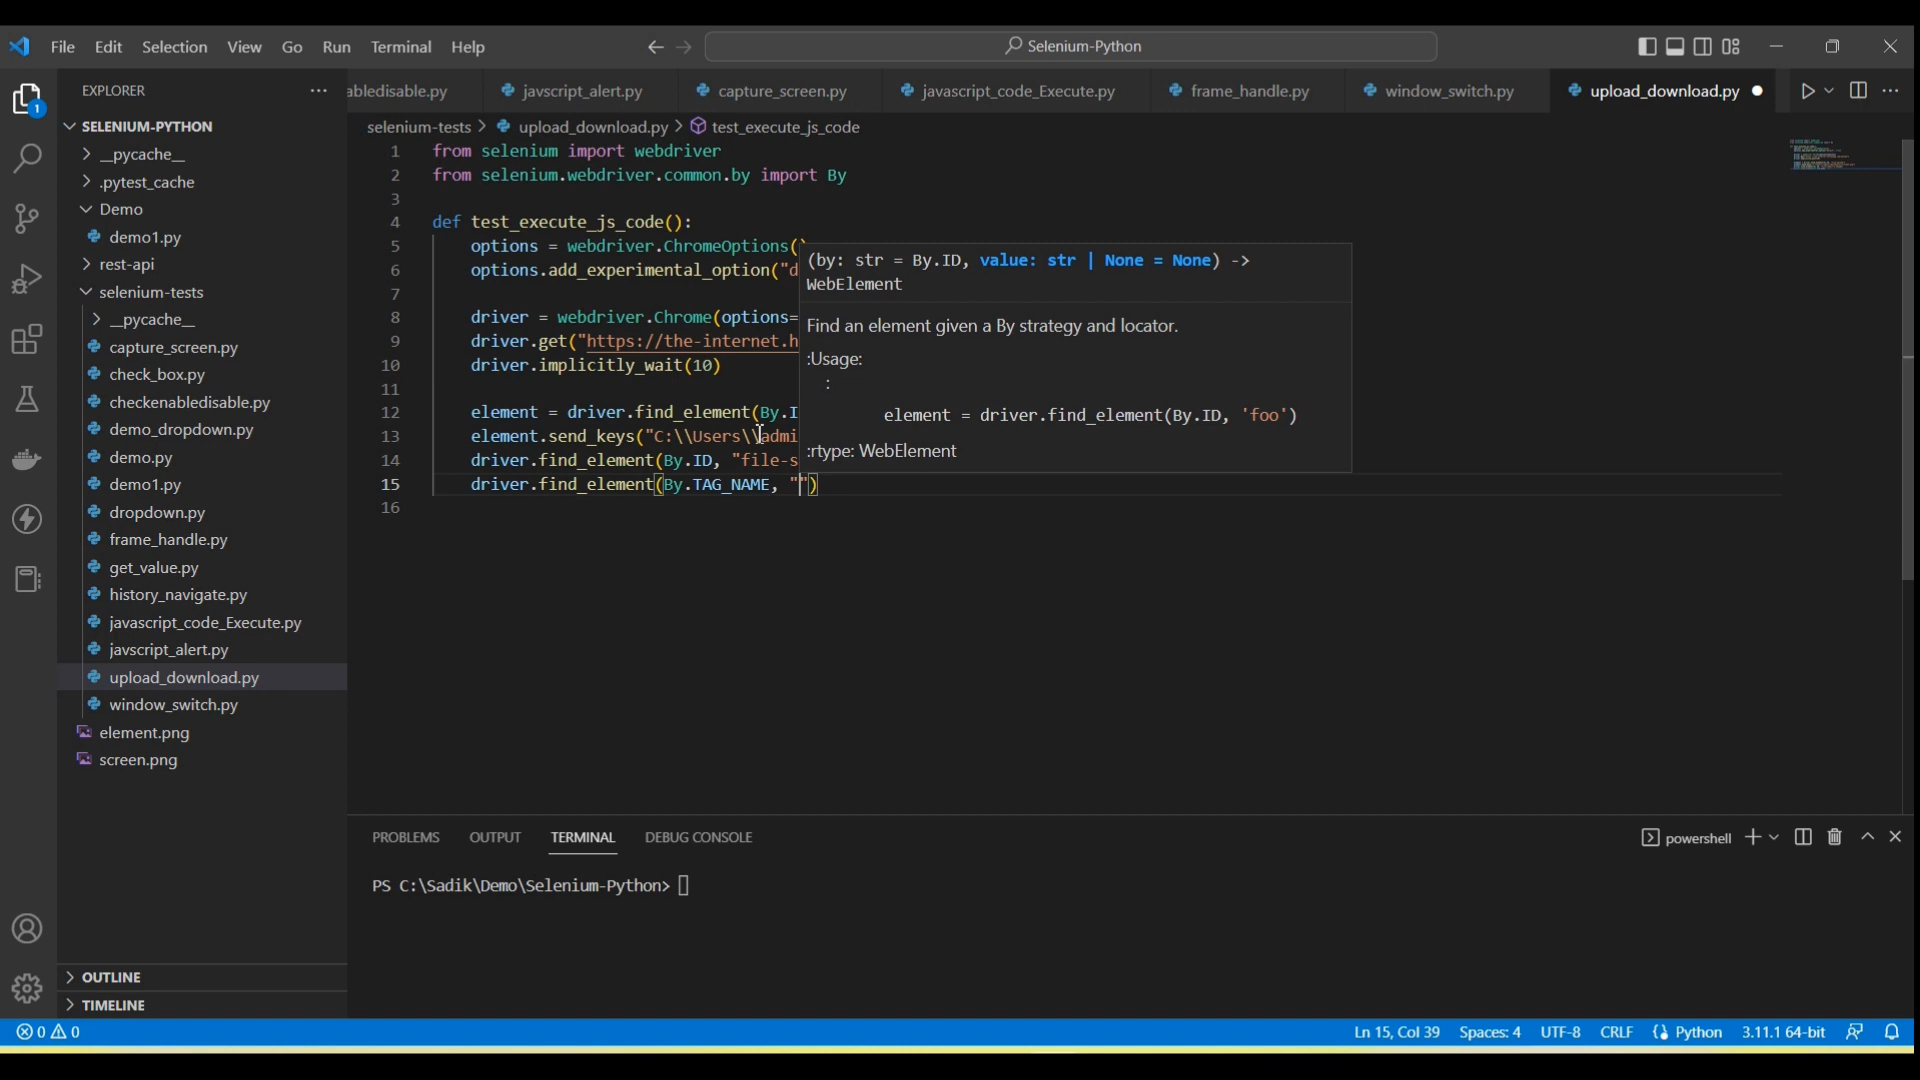 File Edit Selection View Go Run Terminal Help
Selenium-Python
EXPLORER
1
SELENIUM-PYTHON
__pycache__
.pytest_cache
Demo
demo1.py
rest-api
selenium-tests
__pycache__
capture_screen.py
check_box.py
checkenabledisable.py
demo_dropdown.py
demo.py
demo1.py
dropdown.py
frame_handle.py
get_value.py
history_navigate.py
javascript_code_Execute.py
javscript_alert.py
upload_download.py
window_switch.py
element.png
screen.png
OUTLINE
TIMELINE
abledisable.py javscript_alert.py capture_screen.py javascript_code_Execute.py frame_handle.py window_switch.py upload_download.py
selenium-tests > upload_download.py > test_execute_js_code
1 from selenium import webdriver
2 from selenium.webdriver.common.by import By
3
4 def test_execute_js_code():
5 options = webdriver.ChromeOptions()
6 options.add_experimental_option("d
7
8 driver = webdriver.Chrome(options=
9 driver.get("https://the-internet.h
10 driver.implicitly_wait(10)
11
12 element = driver.find_element(By.I
13 element.send_keys("C:\\Users\\admi
14 driver.find_element(By.ID, "file-s
15 driver.find_element(By.TAG_NAME, "")
16
(by: str = By.ID, value: str | None = None) ->
WebElement
Find an element given a By strategy and locator.
:Usage:
:
element = driver.find_element(By.ID, 'foo')
:rtype: WebElement
PROBLEMS OUTPUT TERMINAL DEBUG CONSOLE
powershell
PS C:\Sadik\Demo\Selenium-Python>
0 0
Ln 15, Col 39 Spaces: 4 UTF-8 CRLF Python 3.11.1 64-bit